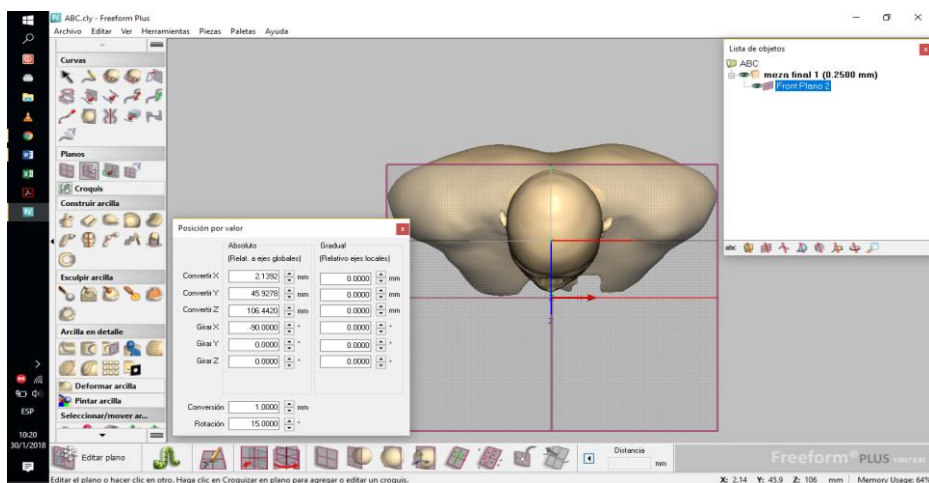 ABC.cly - Freeform Plus
Archivo Editar Ver Herramientas Piezas Paletas Ayuda
Curvas
Planos
Croquis
Construir arcilla
Esculpir arcilla
Arcilla en detalle
Deformar arcilla
Pintar arcilla
Seleccionar/mover ar...
Lista de objetos
ABC
meza final 1 (0.2500 mm)
Front Plano 2
abc
Posición por valor
Absoluto Gradual
(Relat. a ejes globales) (Relativo ejes locales)
Convertir X 2.1392 mm 0.0000 mm
Convertir Y 45.9278 mm 0.0000 mm
Convertir Z 106.4420 mm 0.0000 mm
Girar X -90.0000 ° 0.0000 °
Girar Y 0.0000 ° 0.0000 °
Girar Z 0.0000 ° 0.0000 °
Conversión 1.0000 mm
Rotación 15.0000 °
Z
ESP
10:20
30/1/2018
Editar plano
Distancia
mm
Freeform® PLUS
Editar el plano o hacer clic en otro. Haga clic en Croquizar en plano para agregar o editar un croquis.
X: 2.14 Y: 45.9 Z: 106 mm Memory Usage: 64%